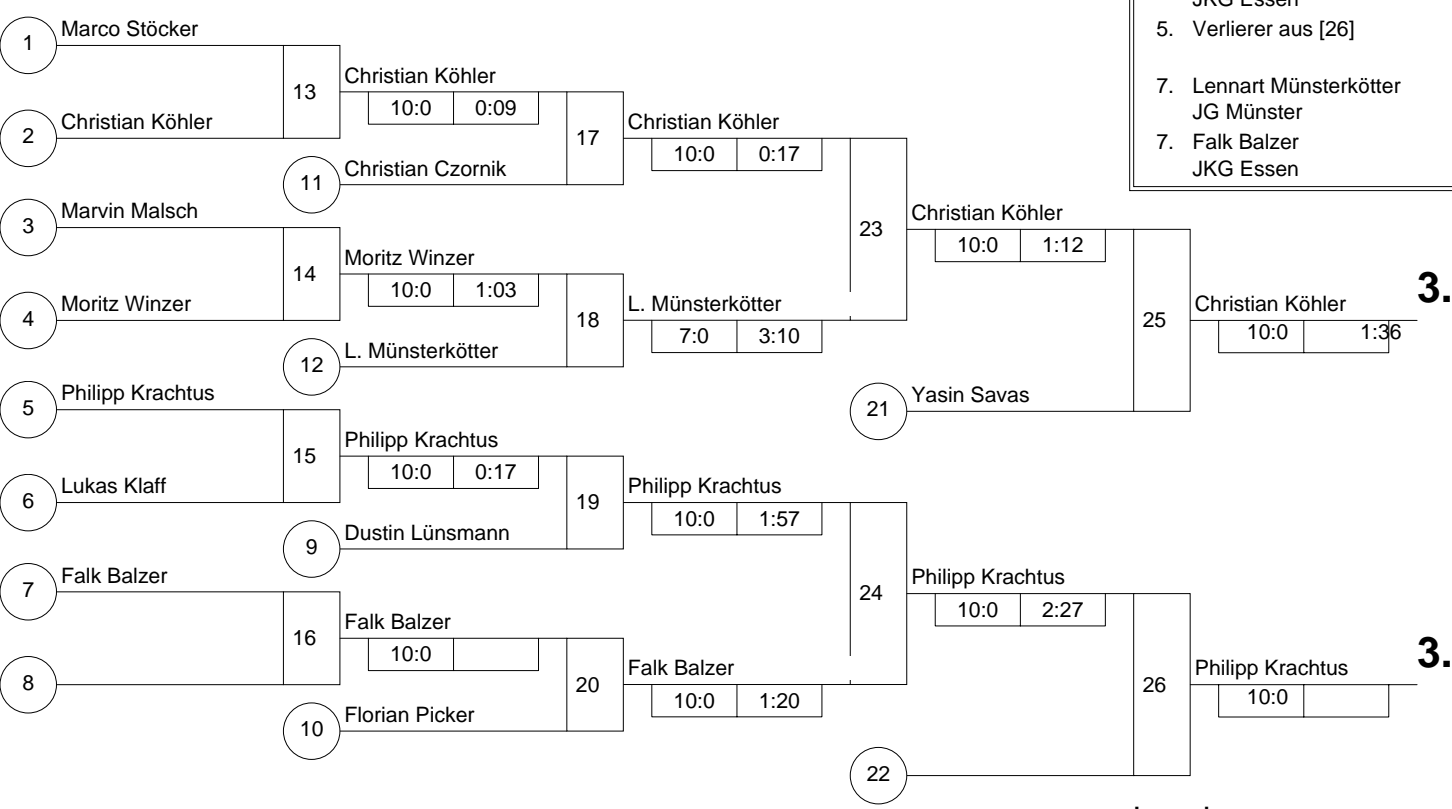 JKG Essen
5. Verlierer aus [26]
7. Lennart Münsterkötter
JG Münster
7. Falk Balzer
JKG Essen
1 Marco Stöcker
13 Christian Köhler
10:0 0:09
2 Christian Köhler
17 Christian Köhler
10:0 0:17
11 Christian Czornik
3 Marvin Malsch
23 Christian Köhler
10:0 1:12
14 Moritz Winzer
10:0 1:03
4 Moritz Winzer
18 L. Münsterkötter
7:0 3:10
25 Christian Köhler 3.
10:0 1:36
12 L. Münsterkötter
5 Philipp Krachtus
21 Yasin Savas
15 Philipp Krachtus
10:0 0:17
6 Lukas Klaff
19 Philipp Krachtus
10:0 1:57
9 Dustin Lünsmann
7 Falk Balzer
24 Philipp Krachtus
10:0 2:27
16 Falk Balzer
10:0
8
20 Falk Balzer
10:0 1:20
26 Philipp Krachtus 3.
10:0
10 Florian Picker
22